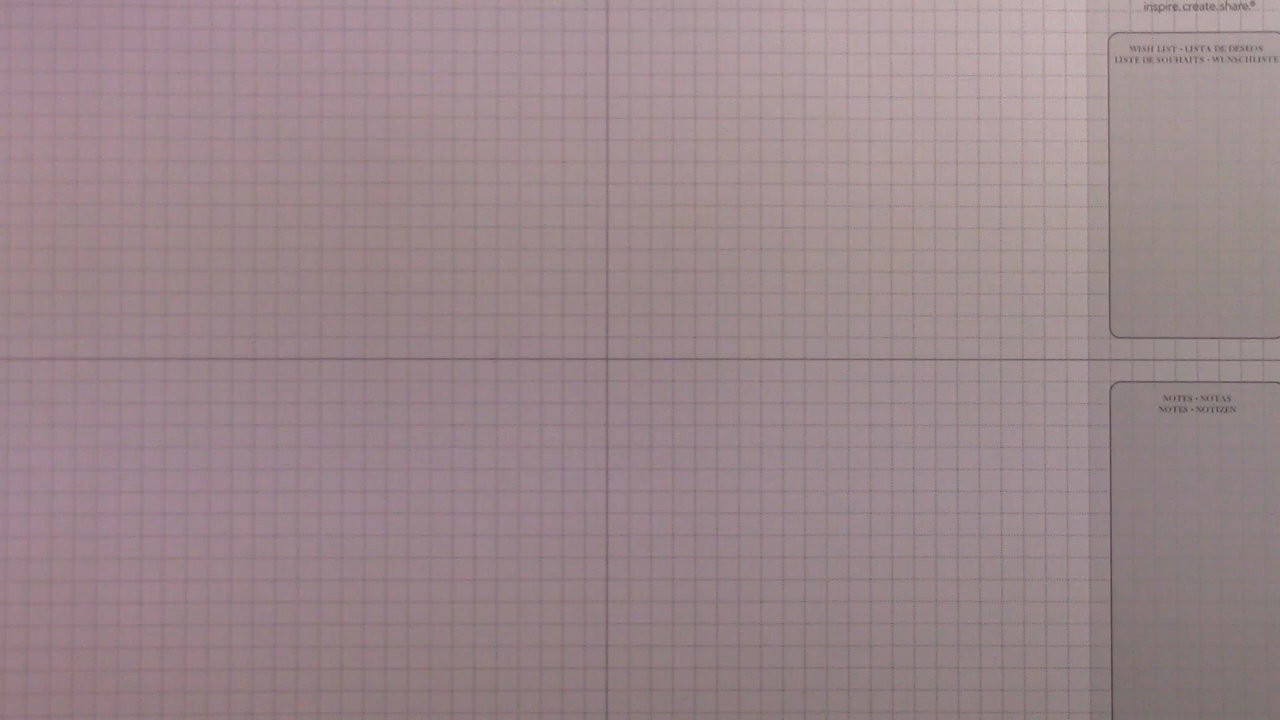 inspire.create.share.®
WISH LIST • LISTA DE DESEOS
LISTE DE SOUHAITS • WUNSCHLISTE
NOTES • NOTAS
NOTES • NOTIZEN